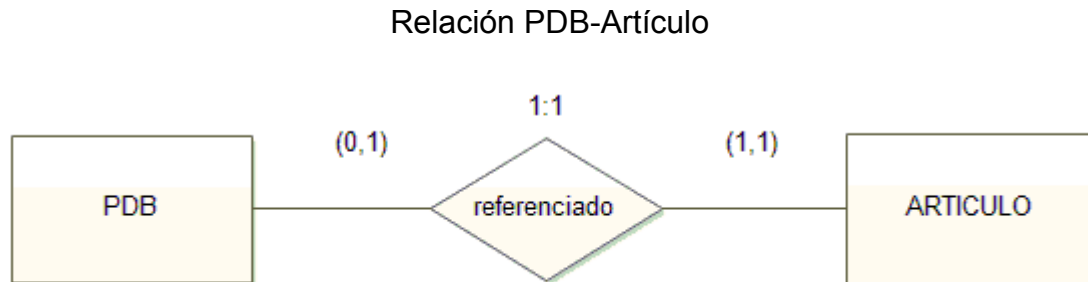 Relación PDB-Artículo
1:1
(0,1)
(1,1)
PDB
referenciado
ARTICULO